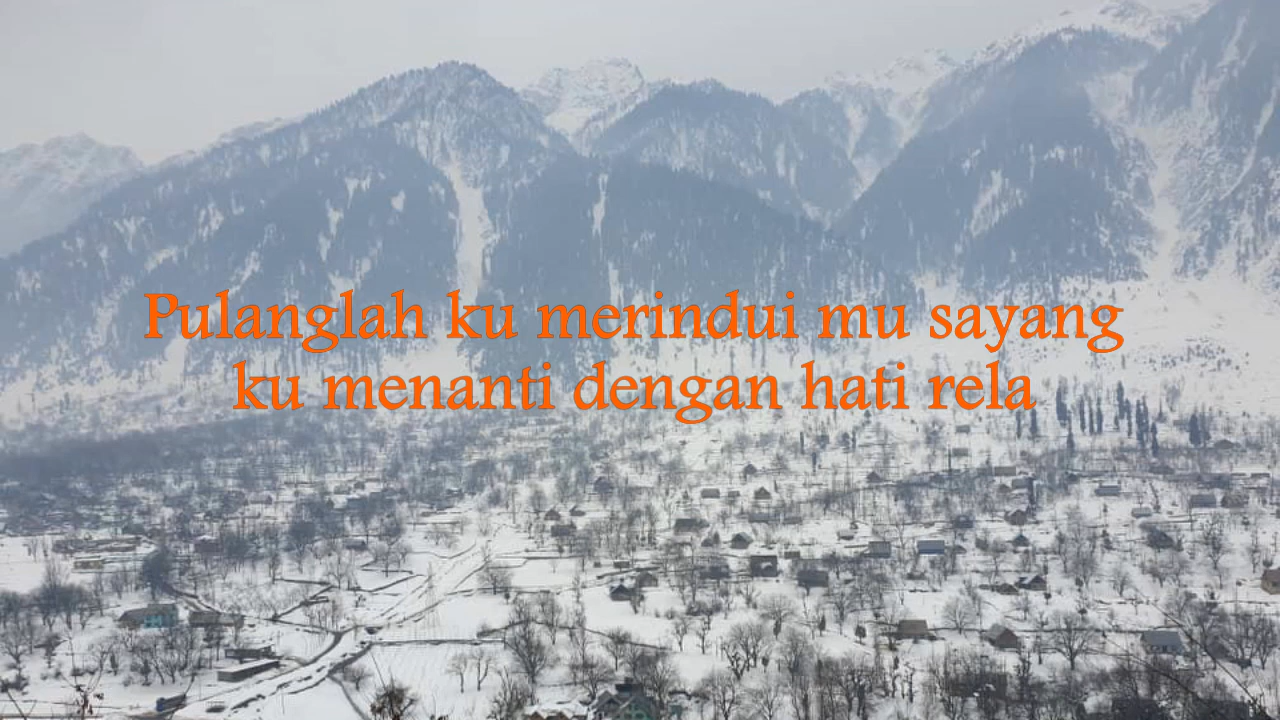 Pulanglah ku merindui mu sayang
ku menanti dengan hati rela